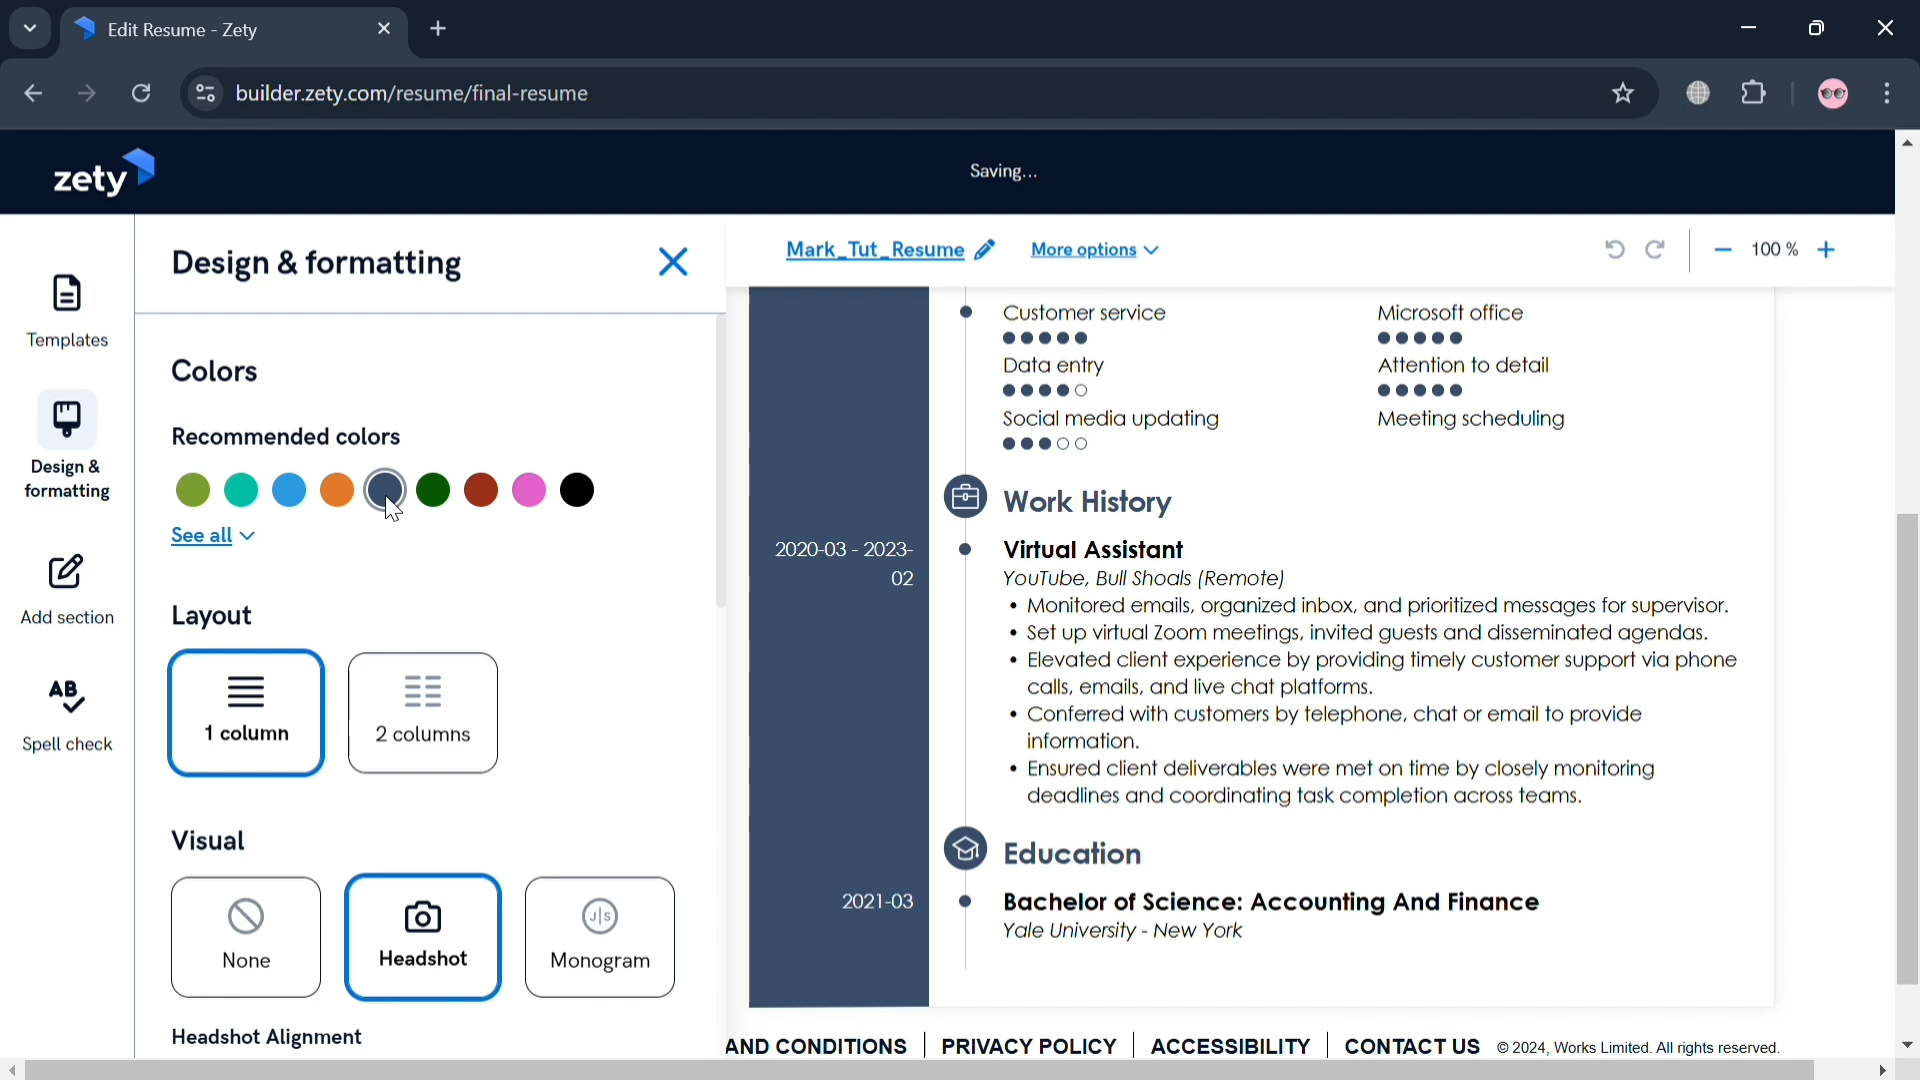 Edit Resume - Zety
builder.zety.com/resume/final-resume
zety
Saving...
Design & formatting
Mark_Tut_Resume
More options
100 %
Templates
Design &
formatting
Add section
AB
Spell check
Colors
Recommended colors
See all
Layout
1 column
2 columns
Visual
None
Headshot
J|S
Monogram
Headshot Alignment
Customer service
Microsoft office
Data entry
Attention to detail
Social media updating
Meeting scheduling
Work History
2020-03 - 2023-
02
Virtual Assistant
YouTube, Bull Shoals (Remote)
• Monitored emails, organized inbox, and prioritized messages for supervisor.
• Set up virtual Zoom meetings, invited guests and disseminated agendas.
• Elevated client experience by providing timely customer support via phone
calls, emails, and live chat platforms.
• Conferred with customers by telephone, chat or email to provide
information.
• Ensured client deliverables were met on time by closely monitoring
deadlines and coordinating task completion across teams.
Education
2021-03
Bachelor of Science: Accounting And Finance
Yale University - New York
AND CONDITIONS
PRIVACY POLICY
ACCESSIBILITY
CONTACT US
© 2024, Works Limited. All rights reserved.